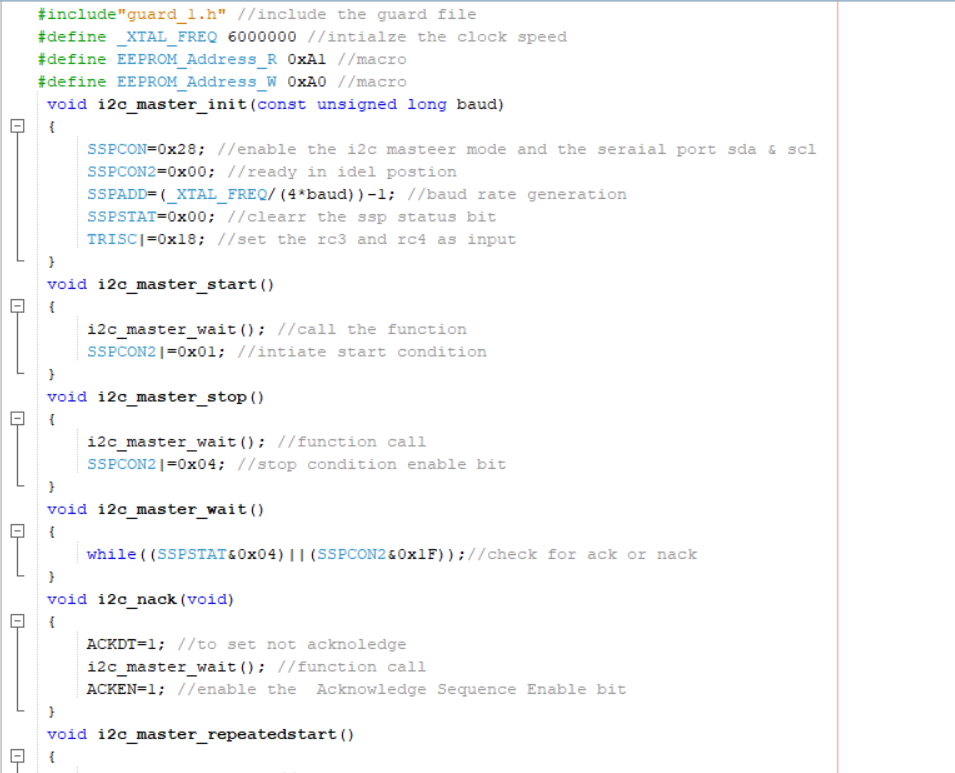 #include"guard_1.h" //include the guard file
#define _XTAL_FREQ 6000000 //intialze the clock speed
#define EEPROM_Address_R 0xA1 //macro
#define EEPROM_Address_W 0xA0 //macro
void i2c_master_init(const unsigned long baud)
{
SSPCON=0x28; //enable the i2c masteer mode and the seraial port sda & scl
SSPCON2=0x00; //ready in idel postion
SSPADD=(_XTAL_FREQ/(4*baud))-1; //baud rate generation
SSPSTAT=0x00; //clearr the ssp status bit
TRISC|=0x18; //set the rc3 and rc4 as input
}
void i2c_master_start()
{
i2c_master_wait(); //call the function
SSPCON2|=0x01; //intiate start condition
}
void i2c_master_stop()
{
i2c_master_wait(); //function call
SSPCON2|=0x04; //stop condition enable bit
}
void i2c_master_wait()
{
while((SSPSTAT&0x04)||(SSPCON2&0x1F));//check for ack or nack
}
void i2c_nack(void)
{
ACKDT=1; //to set not acknoledge
i2c_master_wait(); //function call
ACKEN=1; //enable the  Acknowledge Sequence Enable bit
}
void i2c_master_repeatedstart()
{